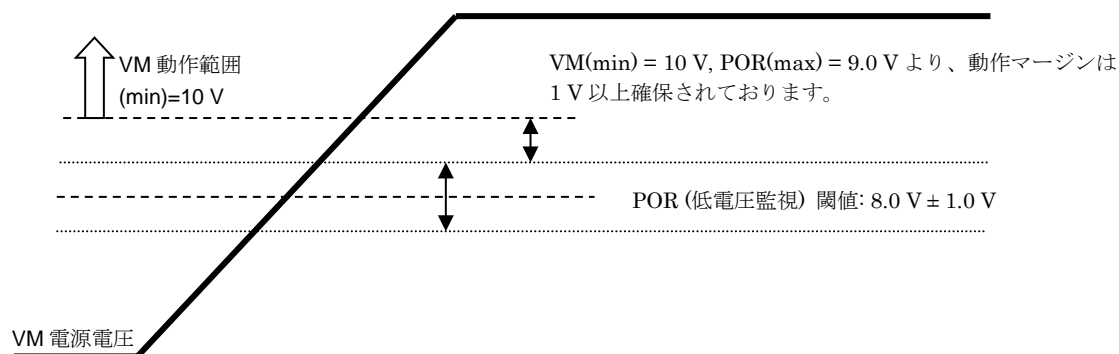 VM 動作範囲
(min)=10 V
VM(min) = 10 V, POR(max) = 9.0 V より、動作マージンは
1 V 以上確保されております。
POR (低電圧監視) 閾値: 8.0 V ± 1.0 V
VM 電源電圧